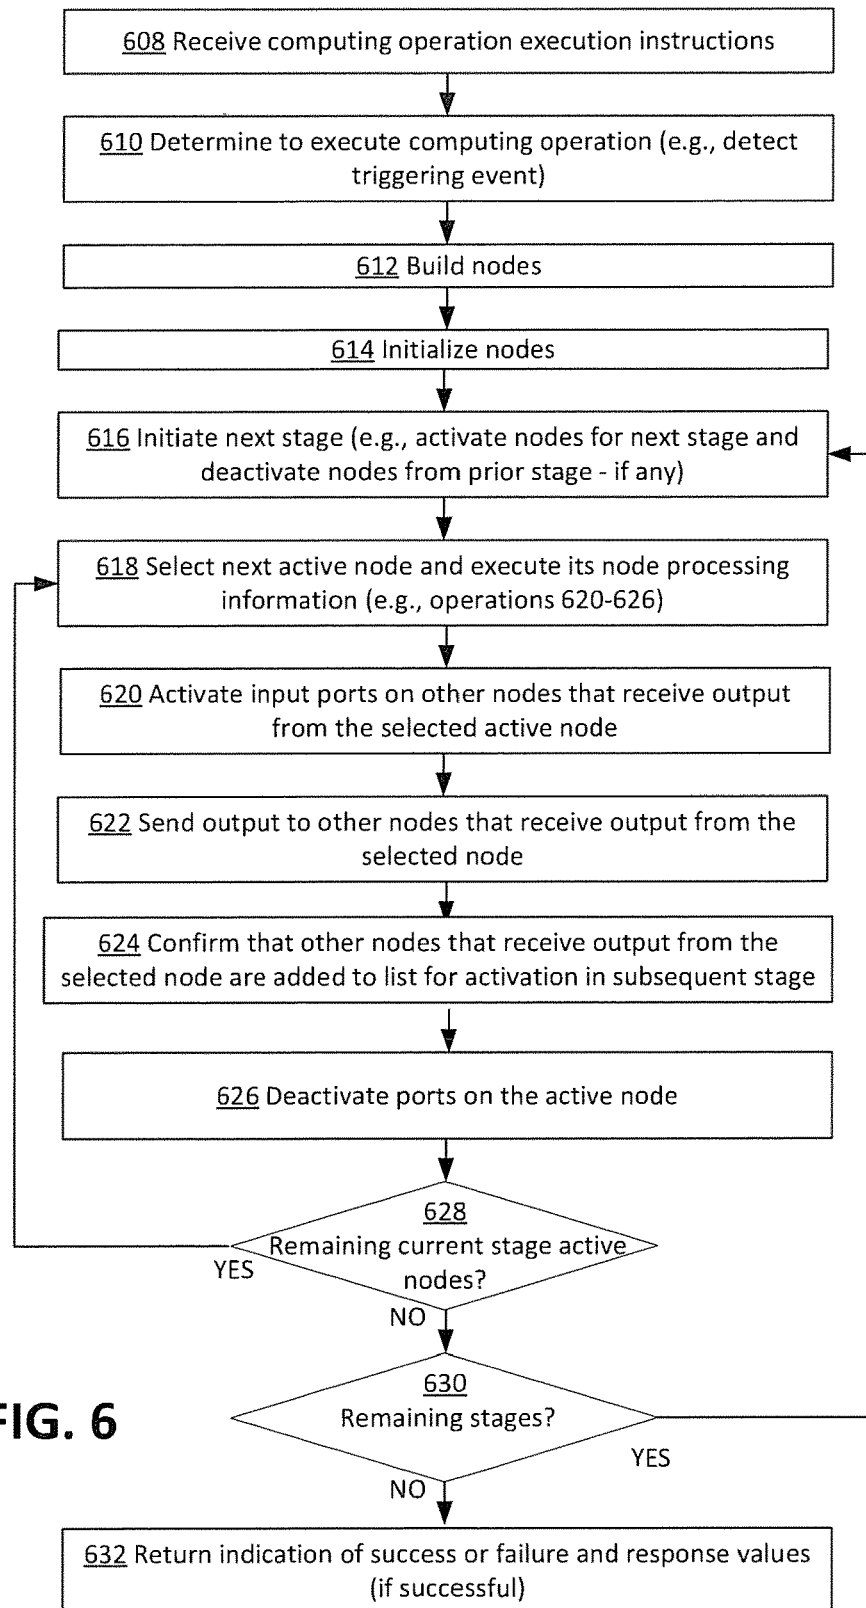 608 Receive computing operation execution instructions
610 Determine to execute computing operation (e.g., detect
triggering event)
612 Build nodes
614 Initialize nodes
616 Initiate next stage (e.g., activate nodes for next stage and
deactivate nodes from prior stage - if any)
618 Select next active node and execute its node processing
information (e.g., operations 620-626)
620 Activate input ports on other nodes that receive output
from the selected active node
622 Send output to other nodes that receive output from the
selected node
624 Confirm that other nodes that receive output from the
selected node are added to list for activation in subsequent stage
626 Deactivate ports on the active node
628
Remaining current stage active
nodes?
YES
NO
630
Remaining stages?
YES
NO
FIG. 6
632 Return indication of success or failure and response values
(if successful)